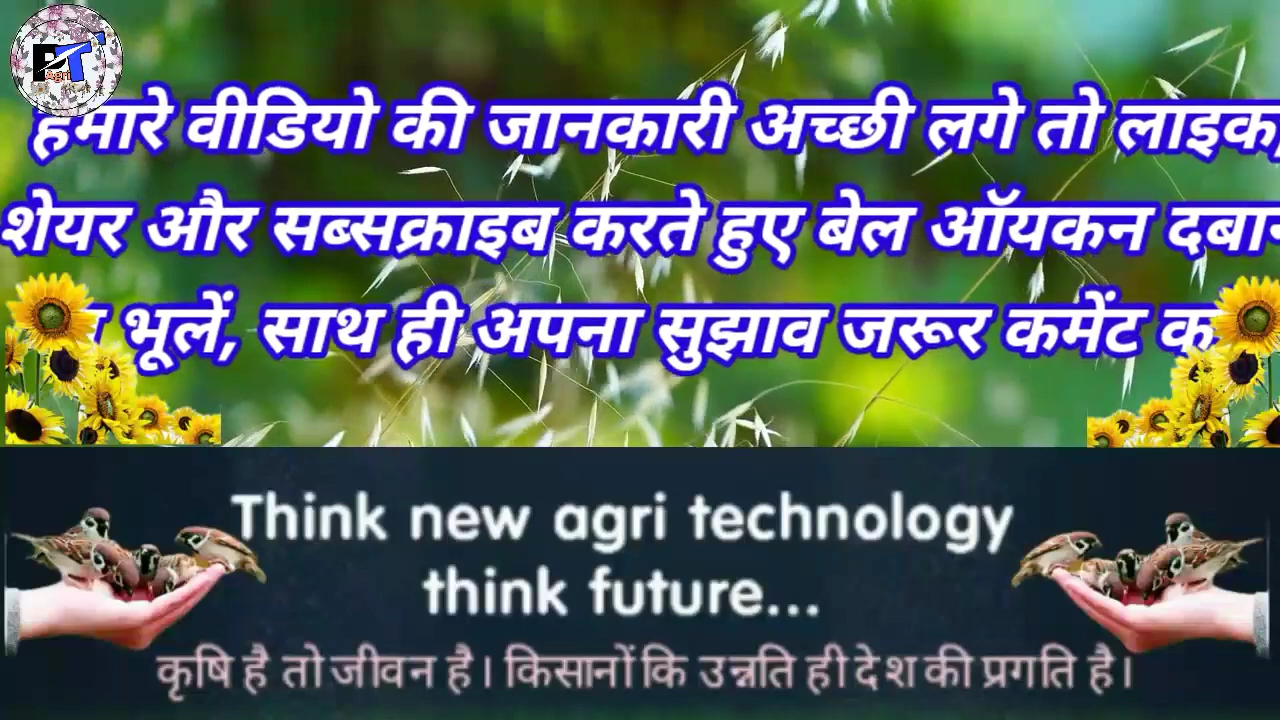 Agri
हमारे वीडियो की जानकारी अच्छी लगे तो लाइक,
शेयर और सब्सक्राइब करते हुए बेल ऑयकन
भूलें, साथ ही अपना सुझाव जरूर कमेंट
Think new agri technology
think future...
कृषि है तो जीवन है। किसानों कि उन्नति ही देश की प्रगति है।